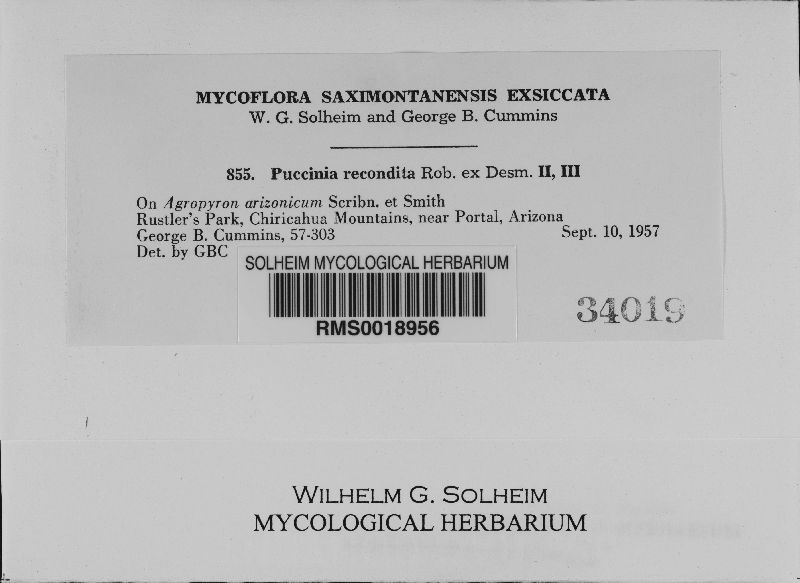 MYCOFLORA SAXIMONTANENSIS EXSICCATA
W. G. Solheim and George B. Cummins
855. Puccinia recondita Rob. ex Desm. II, III
On Agropyron arizonicum Scribn. et Smith
Rustler's Park, Chiricahua Mountains, near Portal, Arizona
George B. Cummins, 57-303 Sept. 10, 1957
Det. by GBC
SOLHEIM MYCOLOGICAL HERBARIUM
RMS0018956
34019
WILHELM G. SOLHEIM
MYCOLOGICAL HERBARIUM